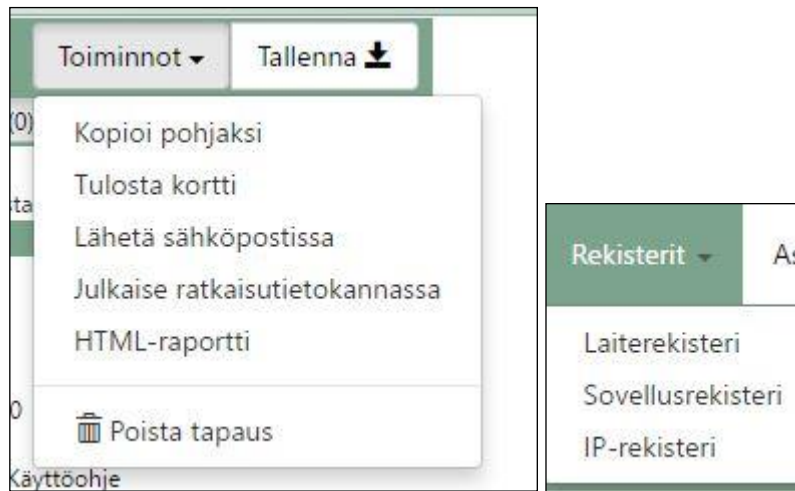 Toiminnot Tallenna
(0)
Kopioi pohjaksi
Tulosta kortti
Lähetä sähköpostissa
Julkaise ratkaisutietokannassa
HTML-raportti
Poista tapaus
Käyttöohje
Rekisterit
Laiterekisteri
Sovellusrekisteri
IP-rekisteri